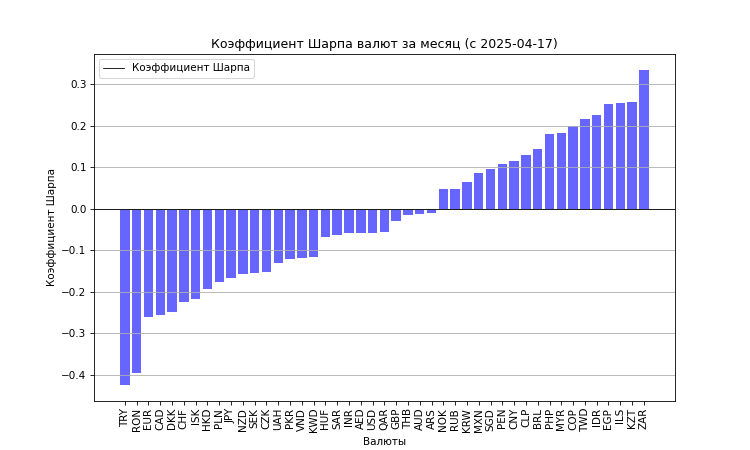 Коэффициент Шарпа валют за месяц (с 2025-04-17)
Коэффициент Шарпа
Коэффициент Шарпа
0.3
0.2
0.1
0.0
−0.1
−0.2
−0.3
−0.4
TRY
RON
EUR
CAD
DKK
CHF
ISK
HKD
PLN
JPY
NZD
SEK
CZK
UAH
PKR
VND
KWD
HUF
SAR
INR
AED
USD
QAR
GBP
THB
AUD
ARS
NOK
RUB
KRW
MXN
SGD
PEN
CNY
CLP
BRL
PHP
MYR
COP
TWD
IDR
EGP
ILS
KZT
ZAR
Валюты